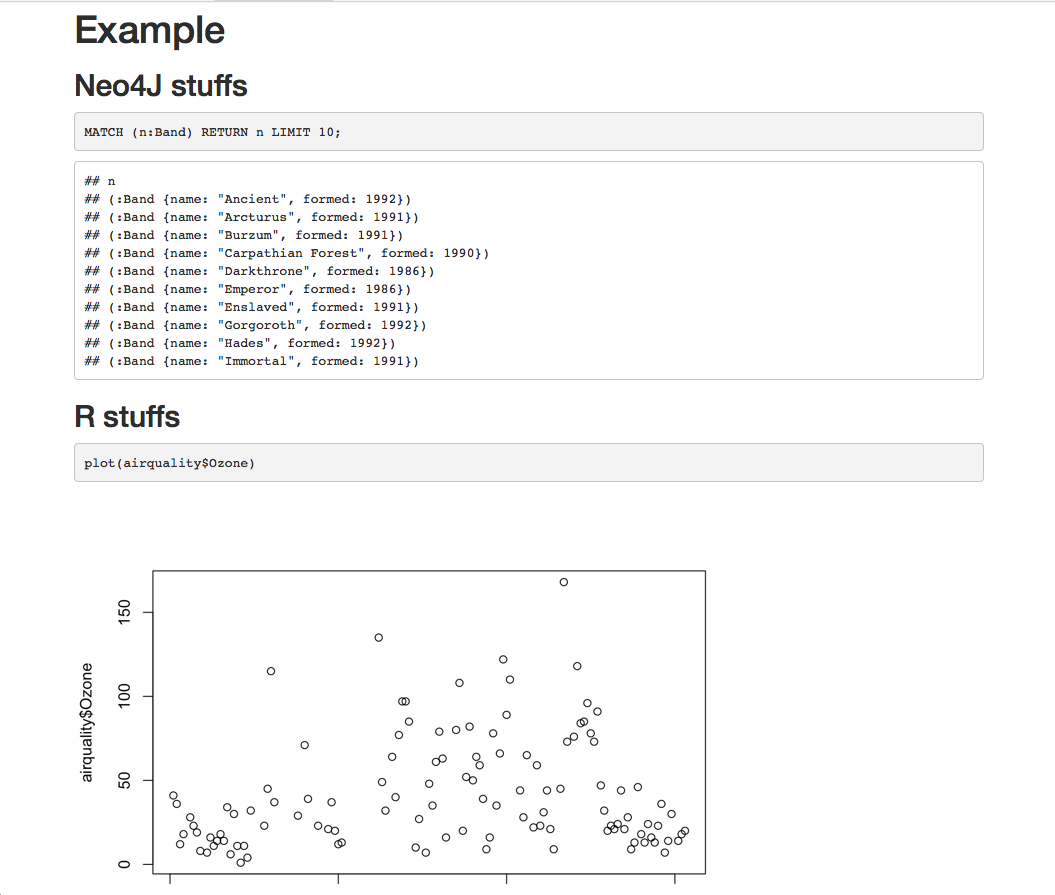 Example
Neo4J stuffs
MATCH (n:Band) RETURN n LIMIT 10;
## n
## (:Band {name: "Ancient", formed: 1992})
## (:Band {name: "Arcturus", formed: 1991})
## (:Band {name: "Burzum", formed: 1991})
## (:Band {name: "Carpathian Forest", formed: 1990})
## (:Band {name: "Darkthrone", formed: 1986})
## (:Band {name: "Emperor", formed: 1986})
## (:Band {name: "Enslaved", formed: 1991})
## (:Band {name: "Gorgoroth", formed: 1992})
## (:Band {name: "Hades", formed: 1992})
## (:Band {name: "Immortal", formed: 1991})
R stuffs
plot(airquality$Ozone)
airquality$Ozone
150
100
50
0